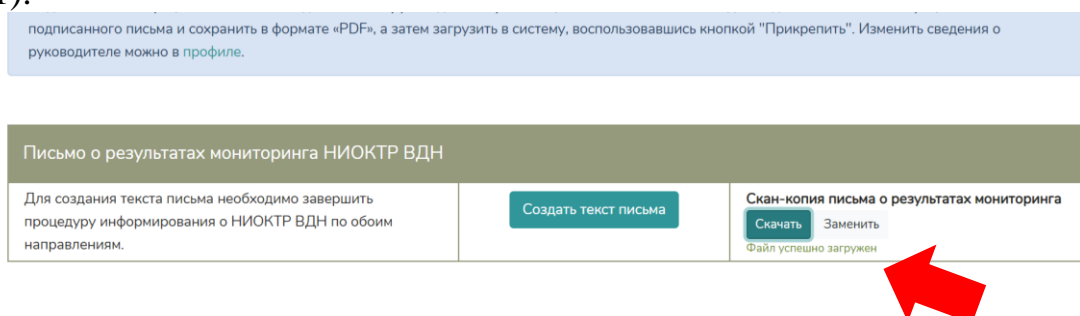 подписанного письма и сохранить в формате «PDF», а затем загрузить в систему, воспользовавшись кнопкой "Прикрепить". Изменить сведения о
руководителе можно в профиле.
Письмо о результатах мониторинга НИОКТР ВДН
Для создания текста письма необходимо завершить
процедуру информирования о НИОКТР ВДН по обоим
направлениям.
Создать текст письма
Скан-копия письма о результатах мониторинга
Скачать Заменить
Файл успешно загружен